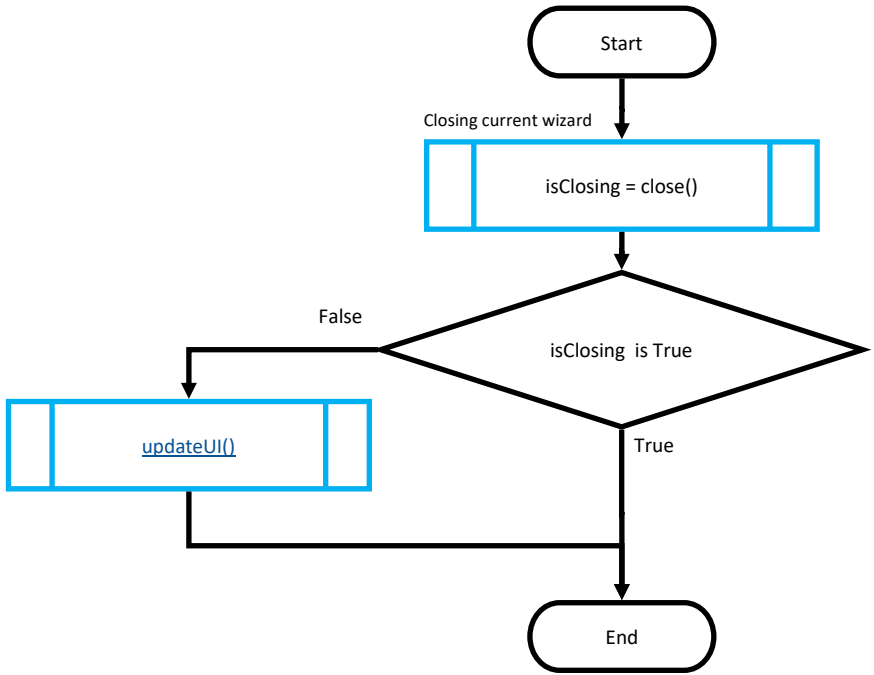 Start
Closing current wizard
isClosing = close()
False
isClosing  is True
updateUI()
True
End